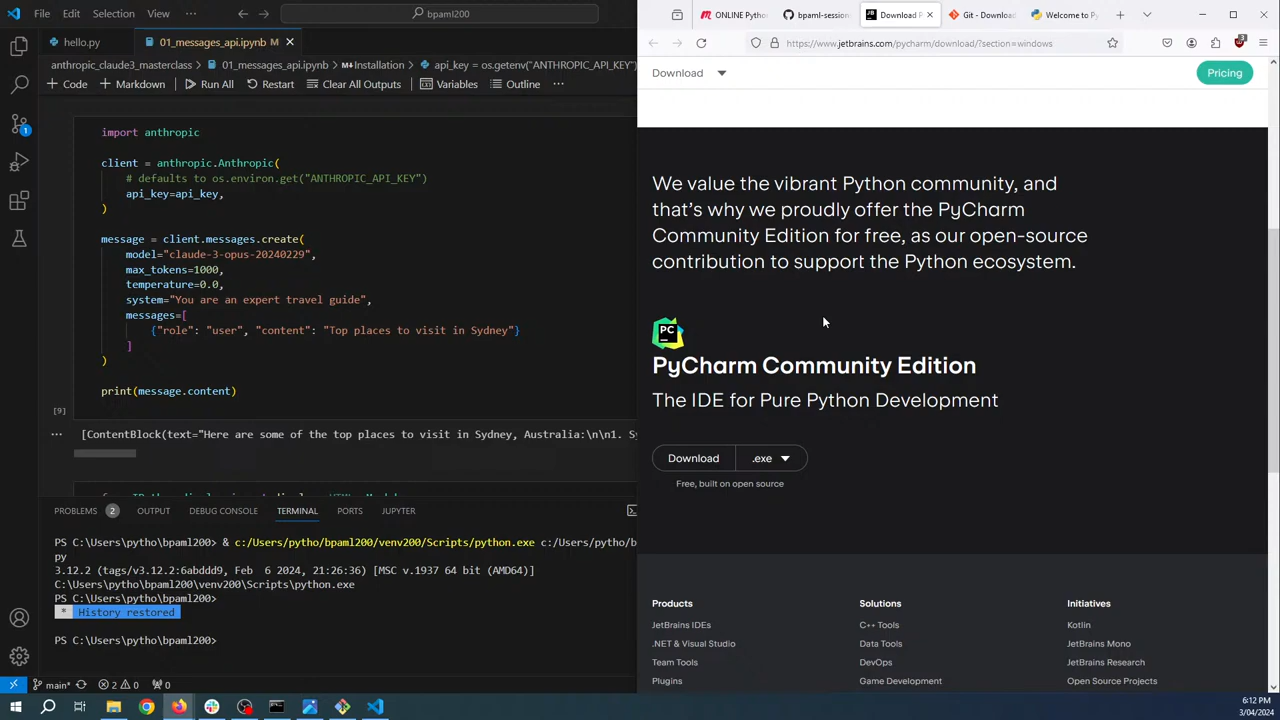 File Edit Selection View ··· bpaml200
hello.py 01_messages_api.ipynb
anthropic_claude3_masterclass > 01_messages_api.ipynb > Installation > api_key = os.getenv("ANTHROPIC_API_KEY")
+ Code + Markdown Run All Restart Clear All Outputs Variables Outline ···
import anthropic
client = anthropic.Anthropic(
# defaults to os.environ.get("ANTHROPIC_API_KEY")
api_key=api_key,
)
message = client.messages.create(
model="claude-3-opus-20240229",
max_tokens=1000,
temperature=0.0,
system="You are an expert travel guide",
messages=[
{"role": "user", "content": "Top places to visit in Sydney"}
]
)
print(message.content)
[9]
··· [ContentBlock(text="Here are some of the top places to visit in Sydney, Australia:\n\n1. Sy
PROBLEMS 2 OUTPUT DEBUG CONSOLE TERMINAL PORTS JUPYTER
PS C:\Users\pytho\bpaml200> & c:/Users/pytho/bpaml200/venv200/Scripts/python.exe c:/Users/pytho/b
py
3.12.2 (tags/v3.12.2:6abddd9, Feb 6 2024, 21:26:36) [MSC v.1937 64 bit (AMD64)]
C:\Users\pytho\bpaml200\venv200\Scripts\python.exe
PS C:\Users\pytho\bpaml200>
* History restored
PS C:\Users\pytho\bpaml200>
main* 2 0 0
ONLINE Python bpaml-session Download P Git - Download Welcome to Py
https://www.jetbrains.com/pycharm/download/?section=windows
Download
Pricing
We value the vibrant Python community, and
that's why we proudly offer the PyCharm
Community Edition for free, as our open-source
contribution to support the Python ecosystem.
PC
PyCharm Community Edition
The IDE for Pure Python Development
Download .exe
Free, built on open source
Products
JetBrains IDEs
.NET & Visual Studio
Team Tools
Plugins
Solutions
C++ Tools
Data Tools
DevOps
Game Development
Initiatives
Kotlin
JetBrains Mono
JetBrains Research
Open Source Projects
6:12 PM
3/04/2024